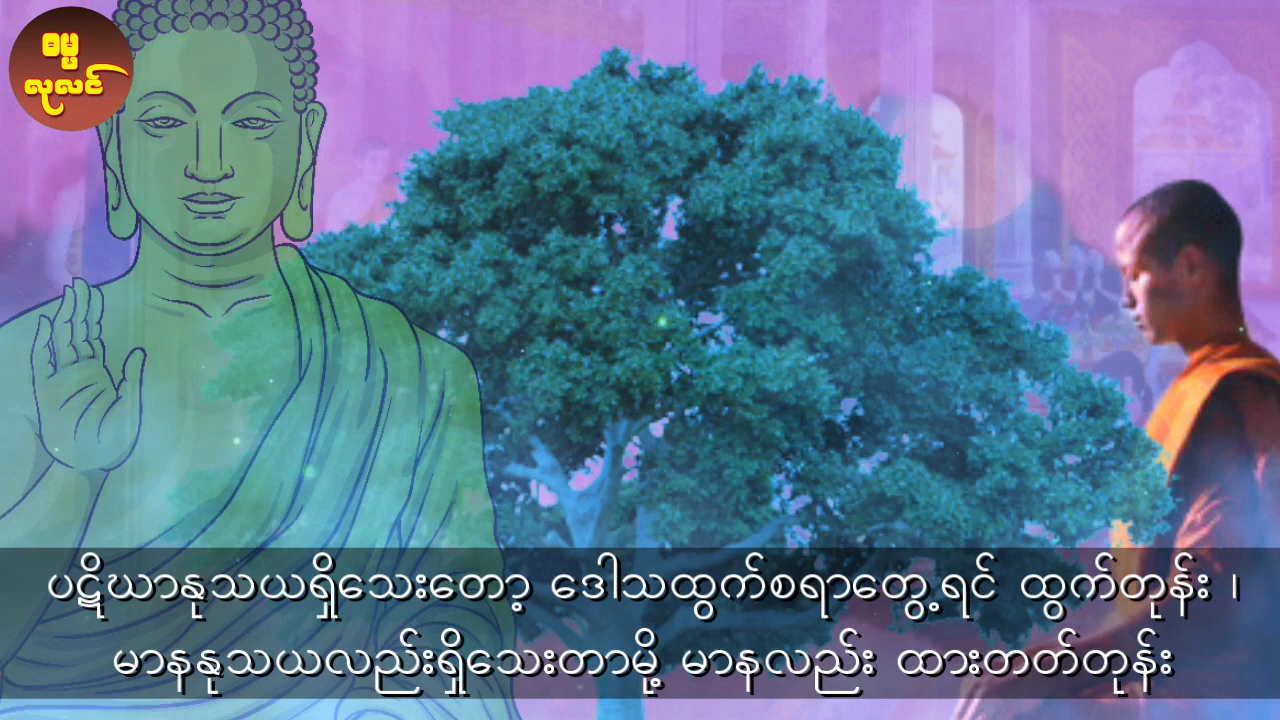 ဓမ္မ
လုလင်
ပဋိဃာနုသယရှိသေးတော့ ဒေါသထွက်စရာတွေ့ရင် ထွက်တုန်း ၊
မာနနုသယလည်းရှိသေးတာမို့ မာနလည်း ထားတတ်တုန်း